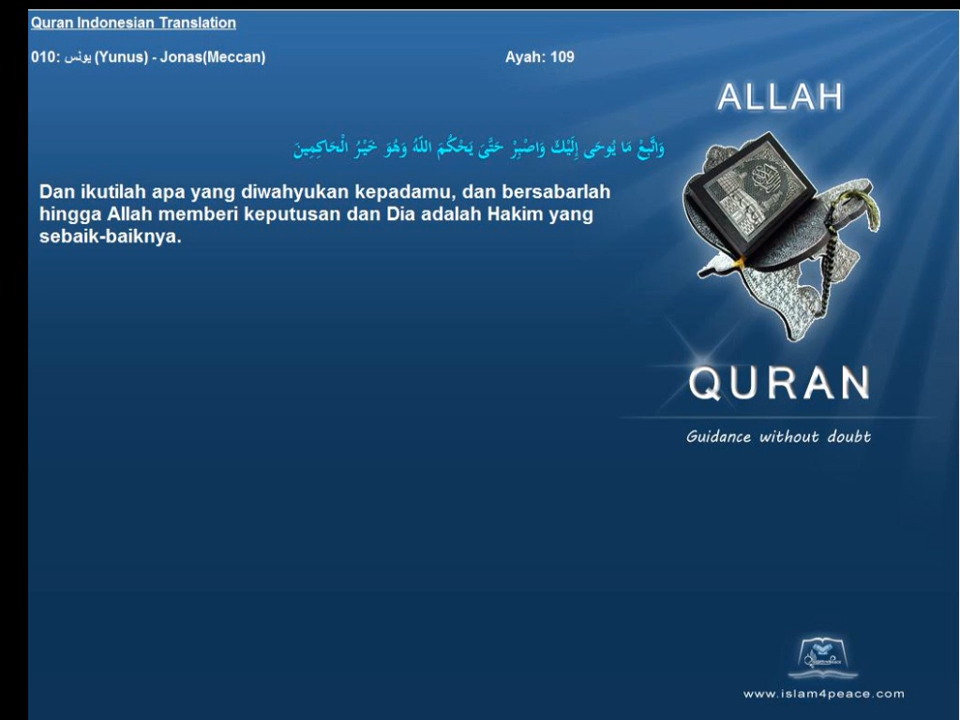 Quran Indonesian Translation
010: يونس (Yunus) - Jonas(Meccan) Ayah: 109
ALLAH
وَاتَّبِعْ مَا يُوحَى إِلَيْكَ وَاصْبِرْ حَتَّىَ يَحْكُمَ اللّهُ وَهُوَ خَيْرُ الْحَاكِمِينَ
Dan ikutilah apa yang diwahyukan kepadamu, dan bersabarlah
hingga Allah memberi keputusan dan Dia adalah Hakim yang
sebaik-baiknya.
QURAN
Guidance without doubt
www.islam4peace.com